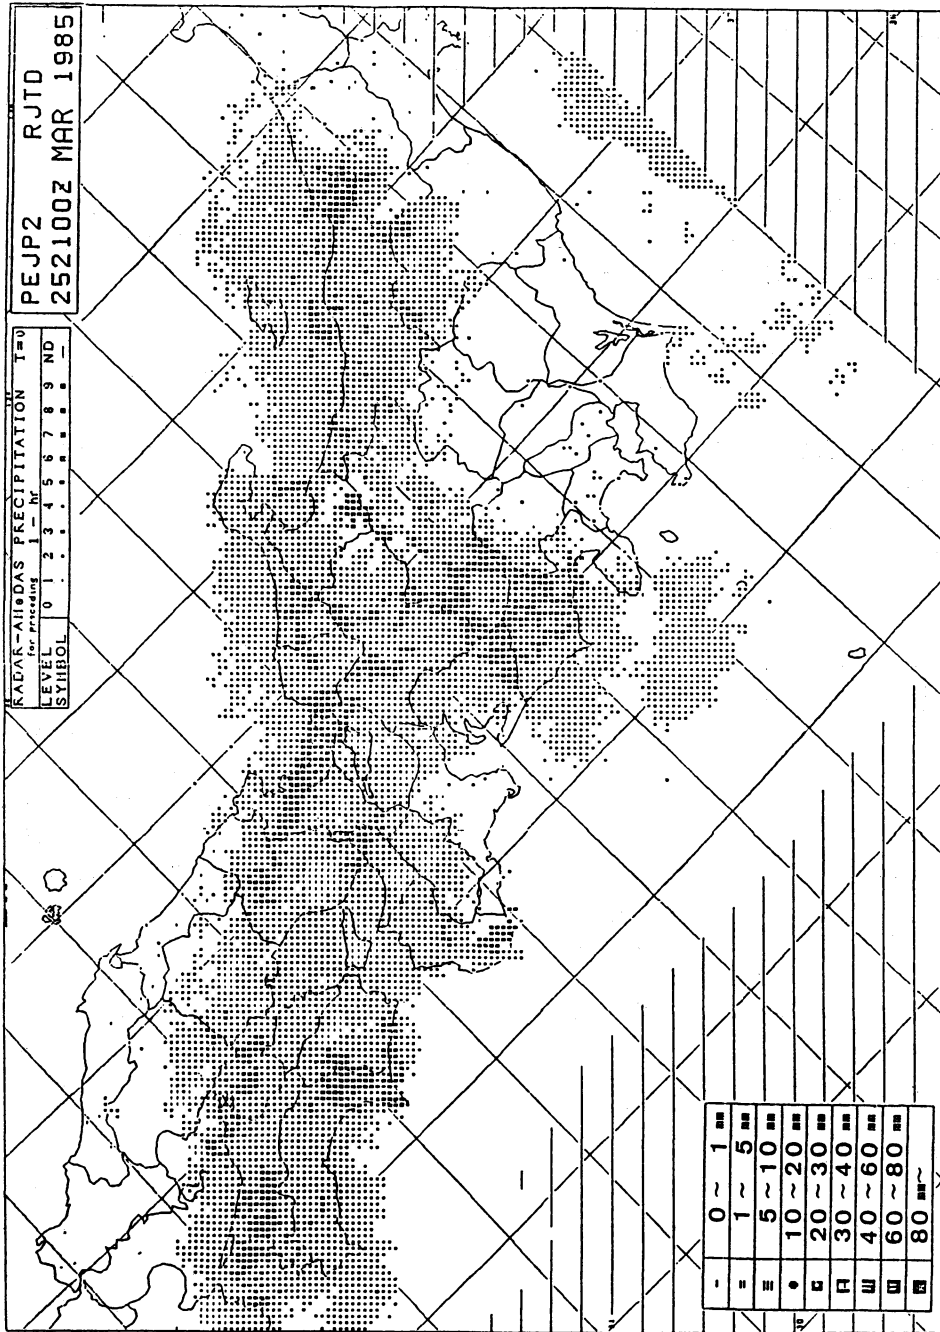 PEJP2 RJTD
252100Z MAR 1985
RADAR-AMeDAS PRECIPITATION T=0
for preceding 1-hr
LEVEL 0 1 2 3 4 5 6 7 8 9 ND
SYMBOL
0~1 mm
1~5 mm
5~10 mm
10~20 mm
20~30 mm
30~40 mm
40~60 mm
60~80 mm
80 mm~